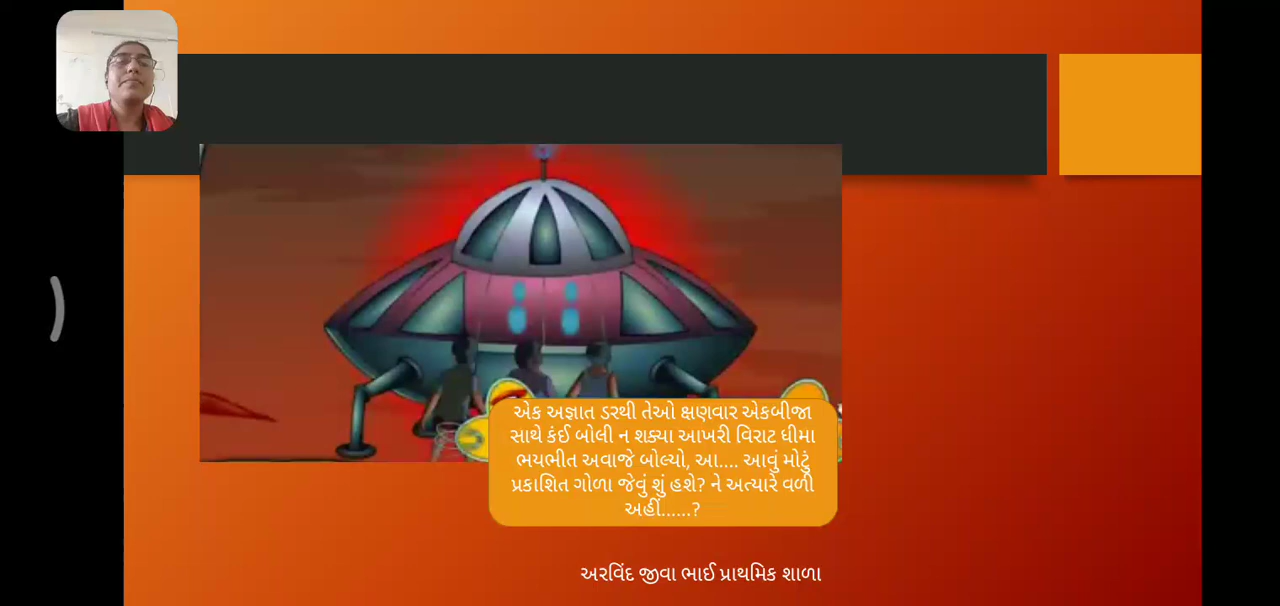 એક અજ્ઞાત ડરથી તેઓ ક્ષણવાર એકબીજા
સાથે કંઈ બોલી ન શક્યા આખરી વિરાટ ધીમા
ભયભીત અવાજે બોલ્યો, આ.... આવું મોટું
પ્રકાશિત ગોળા જેવું શું હશે? ને અત્યારે વળી
અહીં......?
અરવિંદ જીવા ભાઈ પ્રાથમિક શાળા